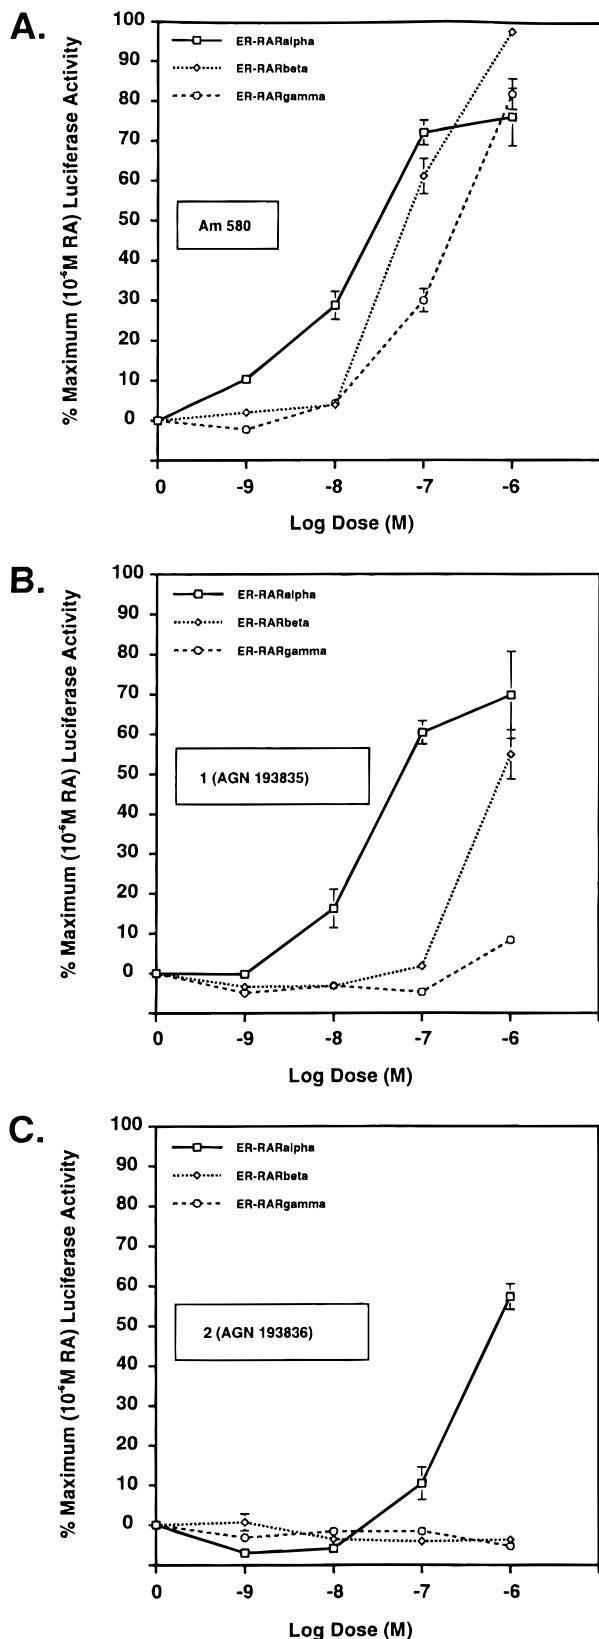 A.
% Maximum (10⁻⁶M RA) Luciferase Activity
100
90
80
70
60
50
40
30
20
10
0
ER-RARalpha
ER-RARbeta
ER-RARgamma
Am 580
0 -9 -8 -7 -6
Log Dose (M)
B.
% Maximum (10⁻⁶M RA) Luciferase Activity
100
90
80
70
60
50
40
30
20
10
0
ER-RARalpha
ER-RARbeta
ER-RARgamma
1 (AGN 193835)
0 -9 -8 -7 -6
Log Dose (M)
C.
% Maximum (10⁻⁶M RA) Luciferase Activity
100
90
80
70
60
50
40
30
20
10
0
ER-RARalpha
ER-RARbeta
ER-RARgamma
2 (AGN 193836)
0 -9 -8 -7 -6
Log Dose (M)